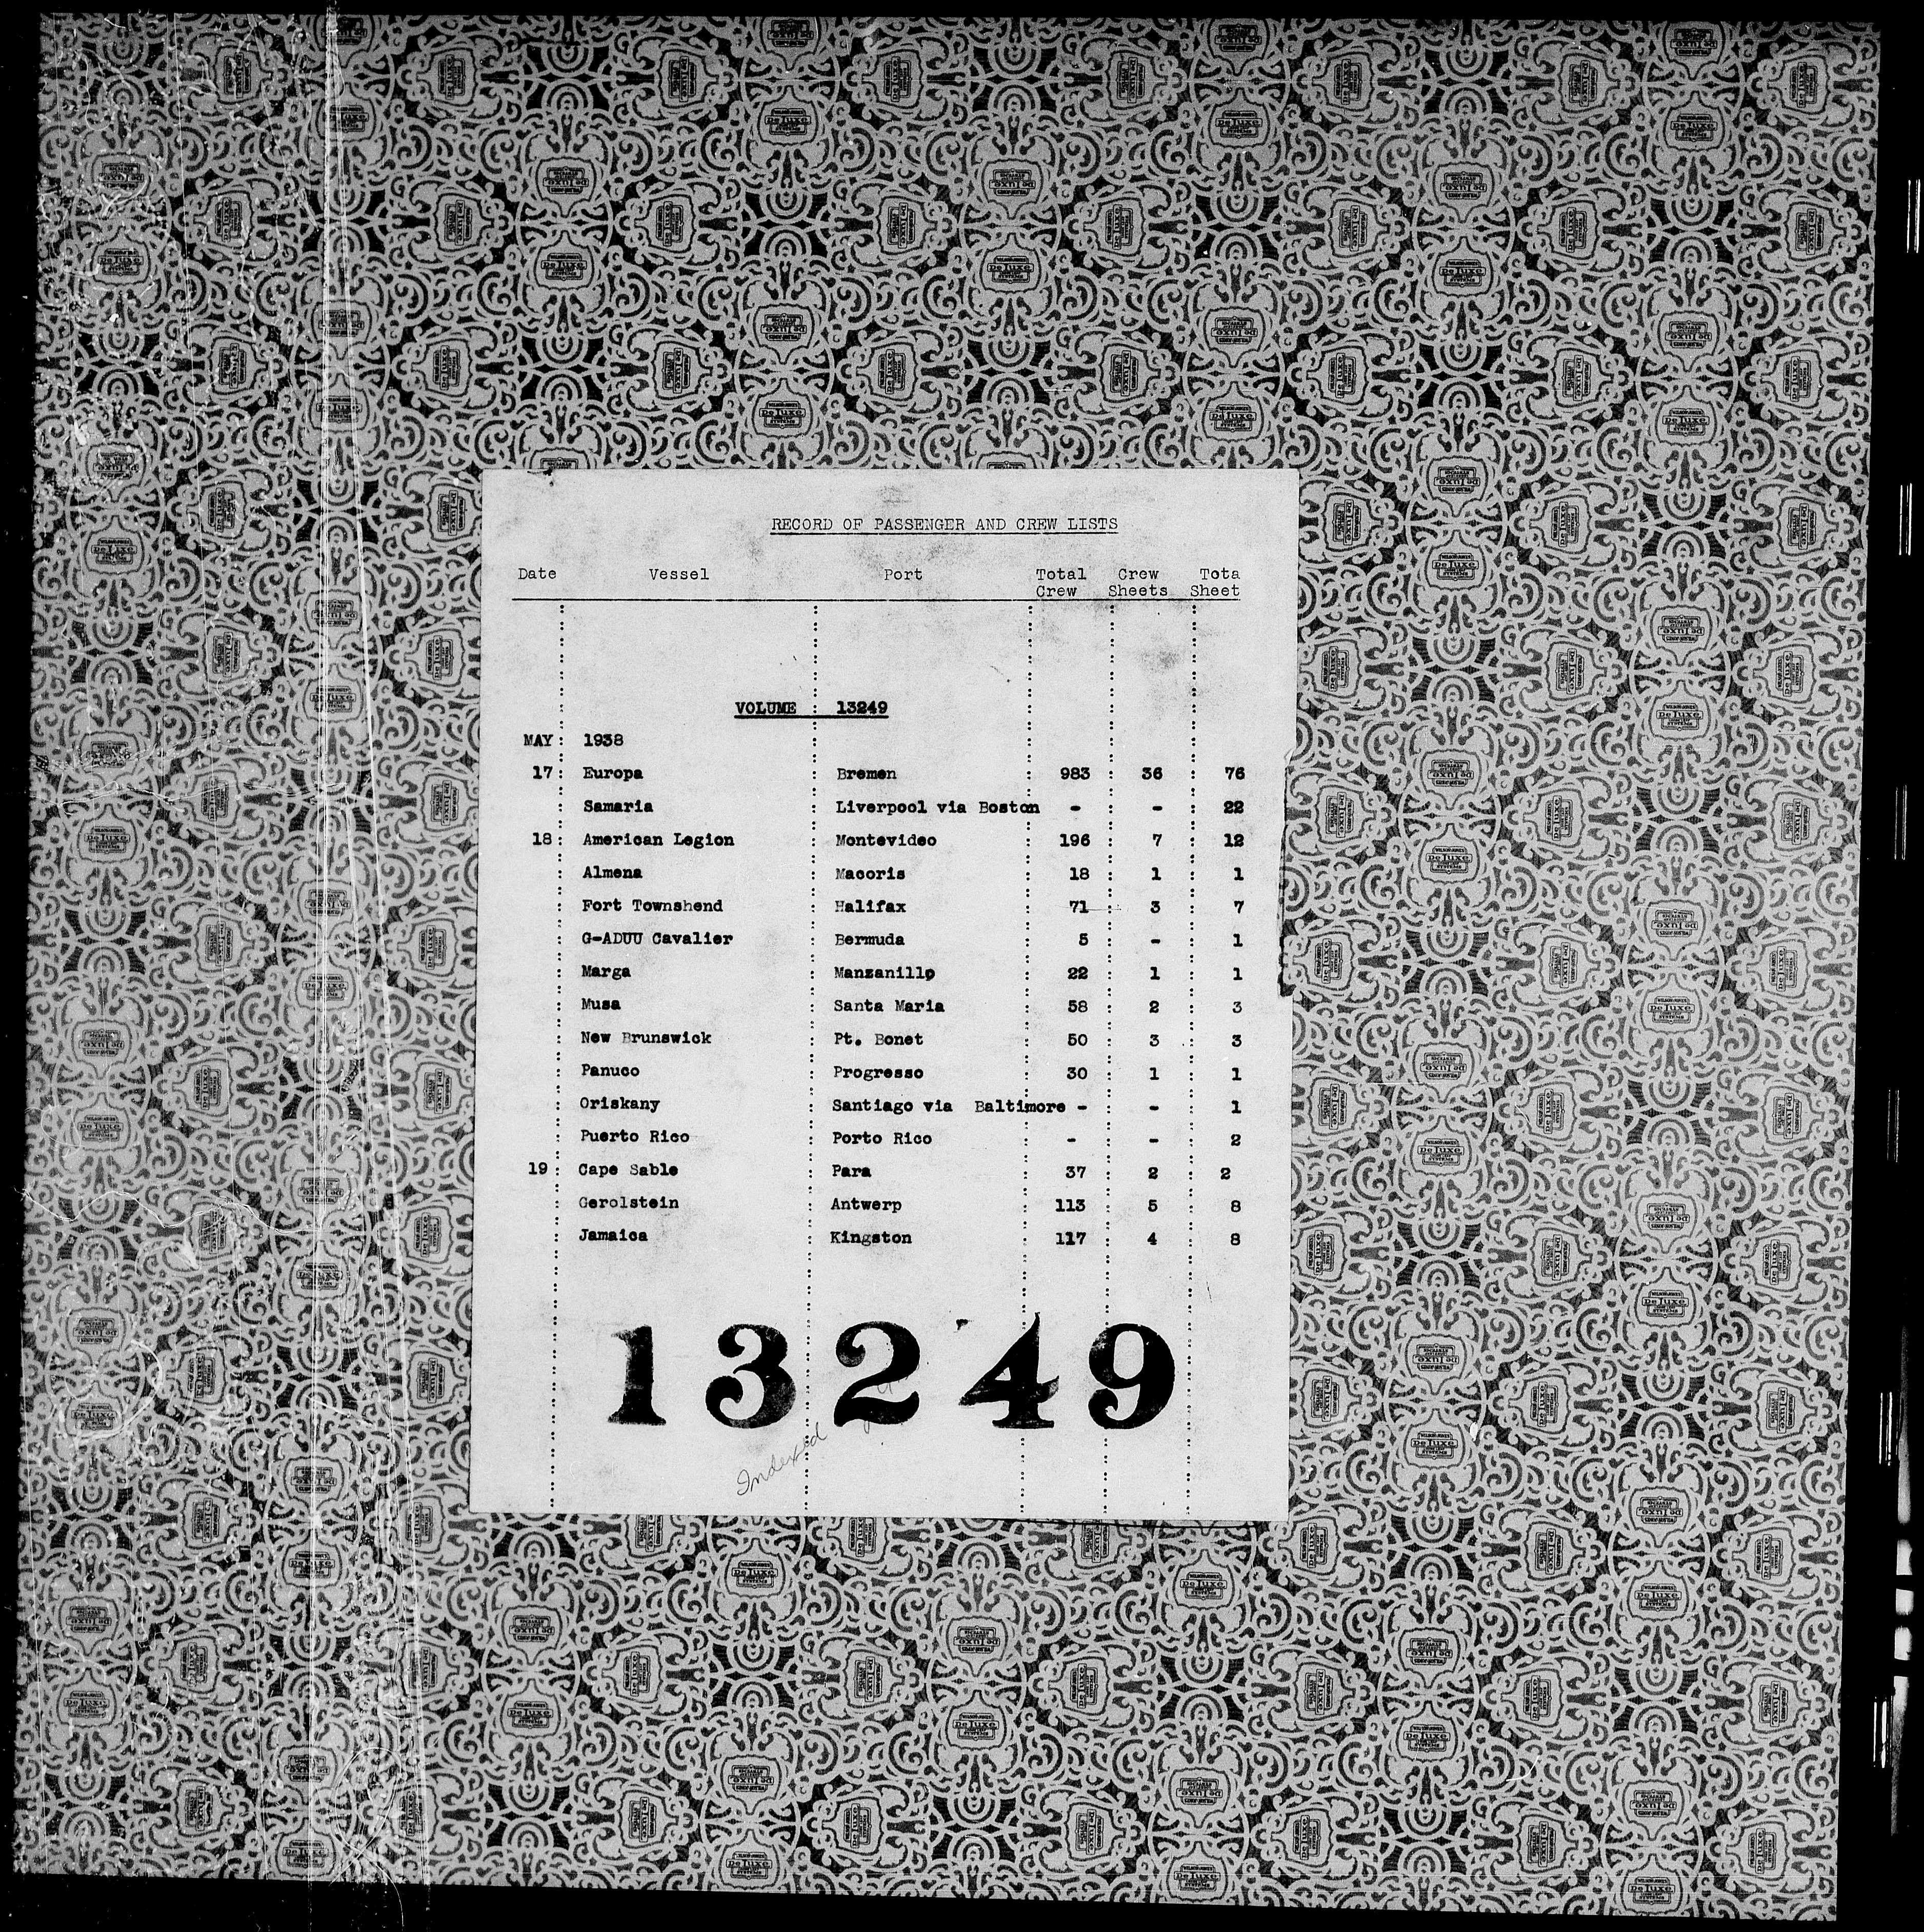 RECORD OF PASSENGER AND CREW LISTS
Date Vessel Port Total Crew Tota
Crew Sheets Sheet
VOLUME : 13249
MAY : 1938
17 : Europa : Bremen : 983 : 36 : 76
: Samaria : Liverpool via Boston - : - : 22
18 : American Legion : Montevideo : 196 : 7 : 12
: Almena : Macoris : 18 : 1 : 1
: Fort Townshend : Halifax : 71 : 3 : 7
: G-ADUU Cavalier : Bermuda : 5 : - : 1
: Marga : Manzanillo : 22 : 1 : 1
: Musa : Santa Maria : 58 : 2 : 3
: New Brunswick : Pt. Bonet : 50 : 3 : 3
: Panuco : Progresso : 30 : 1 : 1
: Oriskany : Santiago via Baltimore - : - : 1
: Puerto Rico : Porto Rico : - : - : 2
19 : Cape Sable : Para : 37 : 2 : 2
: Gerolstein : Antwerp : 113 : 5 : 8
: Jamaica : Kingston : 117 : 4 : 8
13249
Indexed